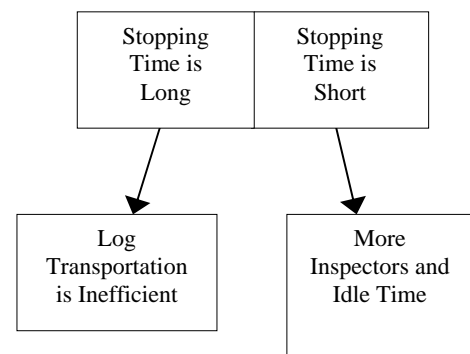 Stopping
Time is
Long
Stopping
Time is
Short
Log
Transportation
is Inefficient
More
Inspectors and
Idle Time